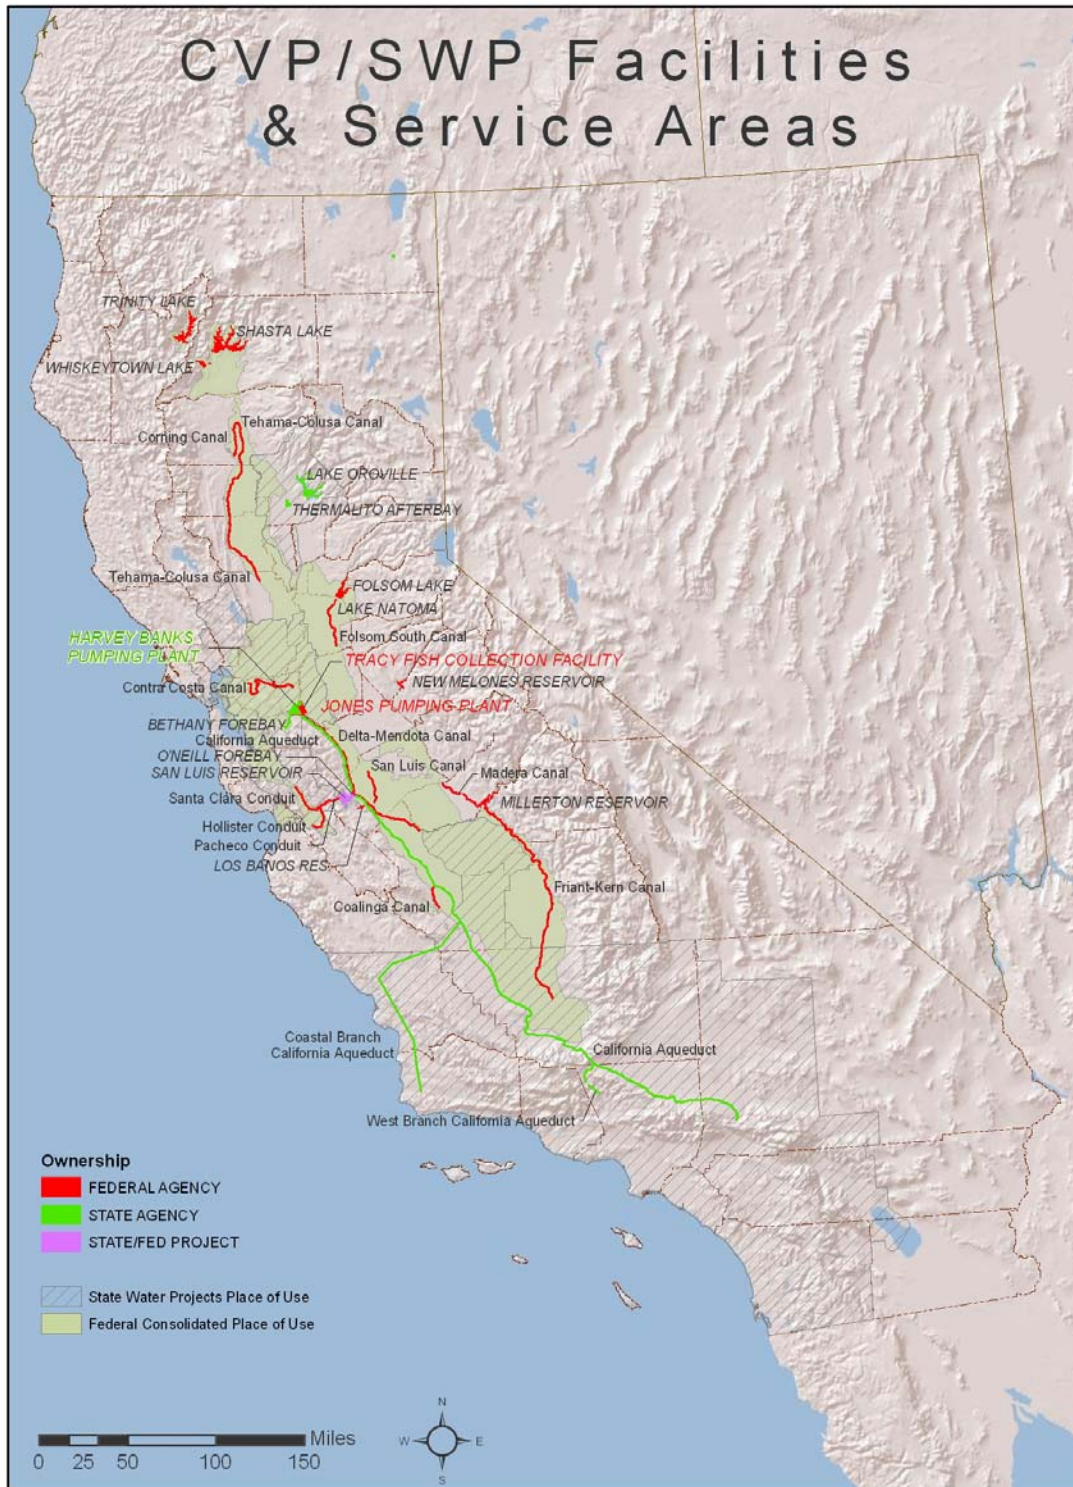 CVP/SWP Facilities
& Service Areas
TRINITY LAKE
SHASTA LAKE
WHISKEYTOWN LAKE
Tehama-Colusa Canal
Corning Canal
LAKE OROVILLE
THERMALITO AFTERBAY
Tehama-Colusa Canal
FOLSOM LAKE
LAKE NATOMA
Folsom South Canal
HARVEY BANKS
PUMPING PLANT
TRACY FISH COLLECTION FACILITY
NEW MELONES RESERVOIR
Contra Costa Canal
JONES PUMPING PLANT
BETHANY FOREBAY
California Aqueduct
Delta-Mendota Canal
O'NEILL FOREBAY
SAN LUIS RESERVOIR
San Luis Canal
Madera Canal
Santa Clara Conduit
MILLERTON RESERVOIR
Hollister Conduit
Pacheco Conduit
LOS BANOS RES
Friant-Kern Canal
Coalinga Canal
Coastal Branch
California Aqueduct
California Aqueduct
West Branch California Aqueduct
Ownership
FEDERAL AGENCY
STATE AGENCY
STATE/FED PROJECT
State Water Projects Place of Use
Federal Consolidated Place of Use
N
W E
S
Miles
0 25 50 100 150